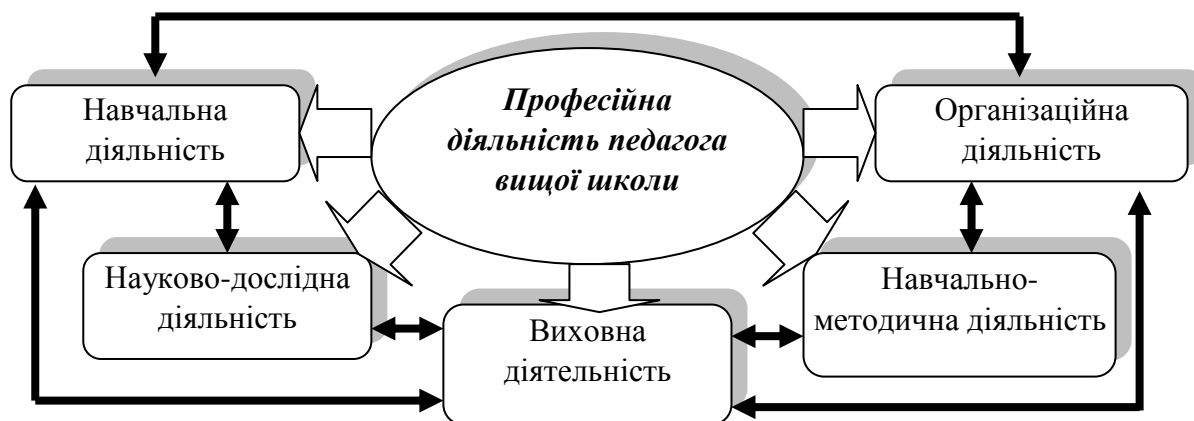 Професійна
діяльність педагога
вищої школи
Навчальна
діяльність
Організаційна
діяльність
Науково-дослідна
діяльність
Виховна
діятельність
Навчально-
методична діяльність